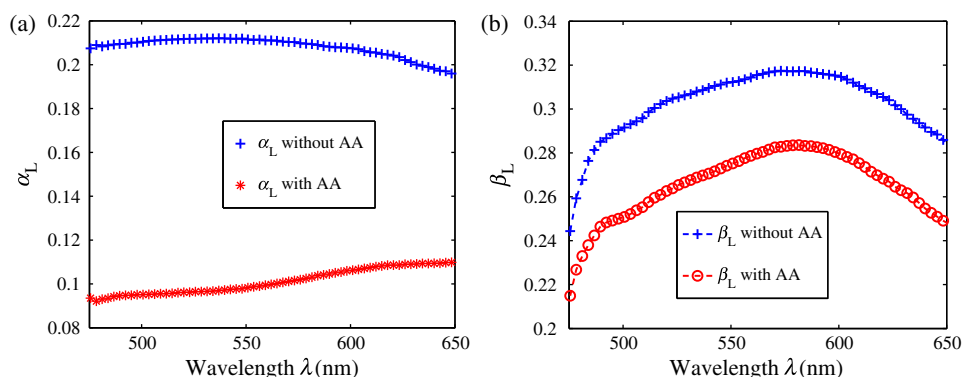 (a)
0.22
0.2
0.18
0.16
0.14
0.12
0.1
0.08
α_L
α_L without AA
α_L with AA
500
550
600
650
Wavelength λ(nm)
(b)
0.34
0.32
0.3
0.28
0.26
0.24
0.22
0.2
β_L
β_L without AA
β_L with AA
500
550
600
650
Wavelength λ(nm)